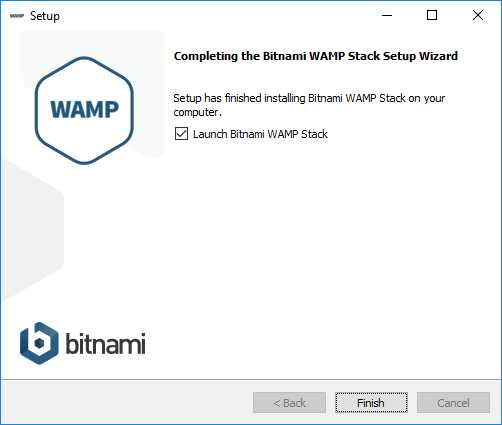 WAMP Setup
Completing the Bitnami WAMP Stack Setup Wizard
WAMP
Setup has finished installing Bitnami WAMP Stack on your
computer.
Launch Bitnami WAMP Stack
bitnami
< Back Finish Cancel